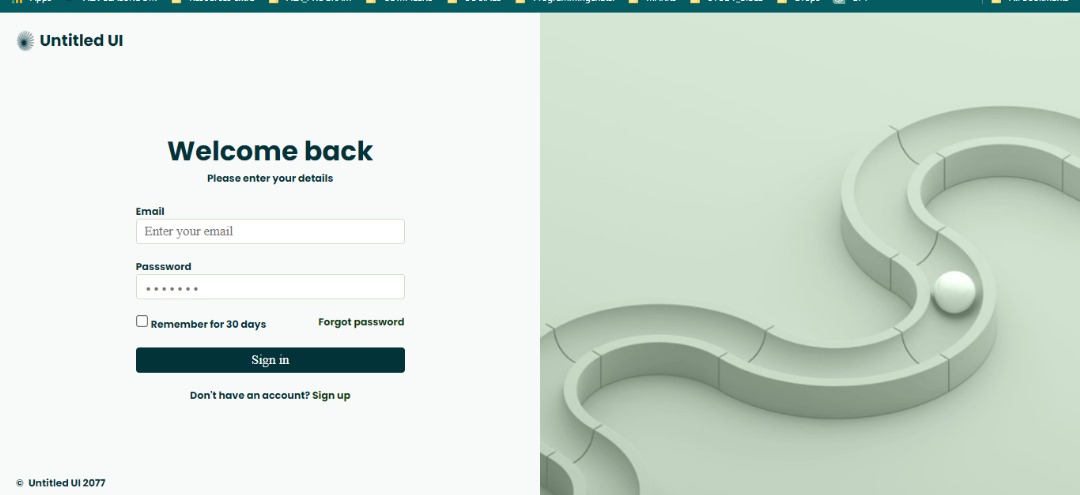 Untitled UI
Welcome back
Please enter your details
Email
Enter your email
Passsword
Remember for 30 days
Forgot password
Sign in
Don't have an account? Sign up
© Untitled UI 2077